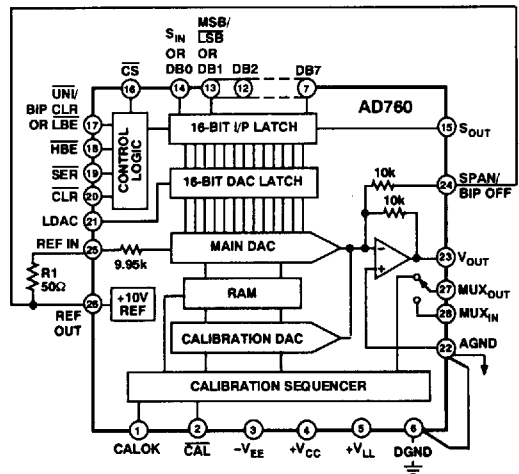 MSB/
S_IN LSB
OR OR
DB0 DB1 DB2 DB7
CS
16 14 13 12 7
AD760
UNI/
BIP CLR
OR LBE 17
HBE 18
SER 19
CLR 20
LDAC 21
REF IN 25
CONTROL
LOGIC
16-BIT I/P LATCH
15 S_OUT
16-BIT DAC LATCH
10k
24 SPAN/
BIP OFF
10k
9.95k
MAIN DAC
−
+
23 V_OUT
R1
50Ω
RAM
27 MUX_OUT
26
REF
OUT
+10V
REF
28 MUX_IN
CALIBRATION DAC
22 AGND
CALIBRATION SEQUENCER
1 2 3 4 5 6
CALOK CAL −V_EE +V_CC +V_LL DGND